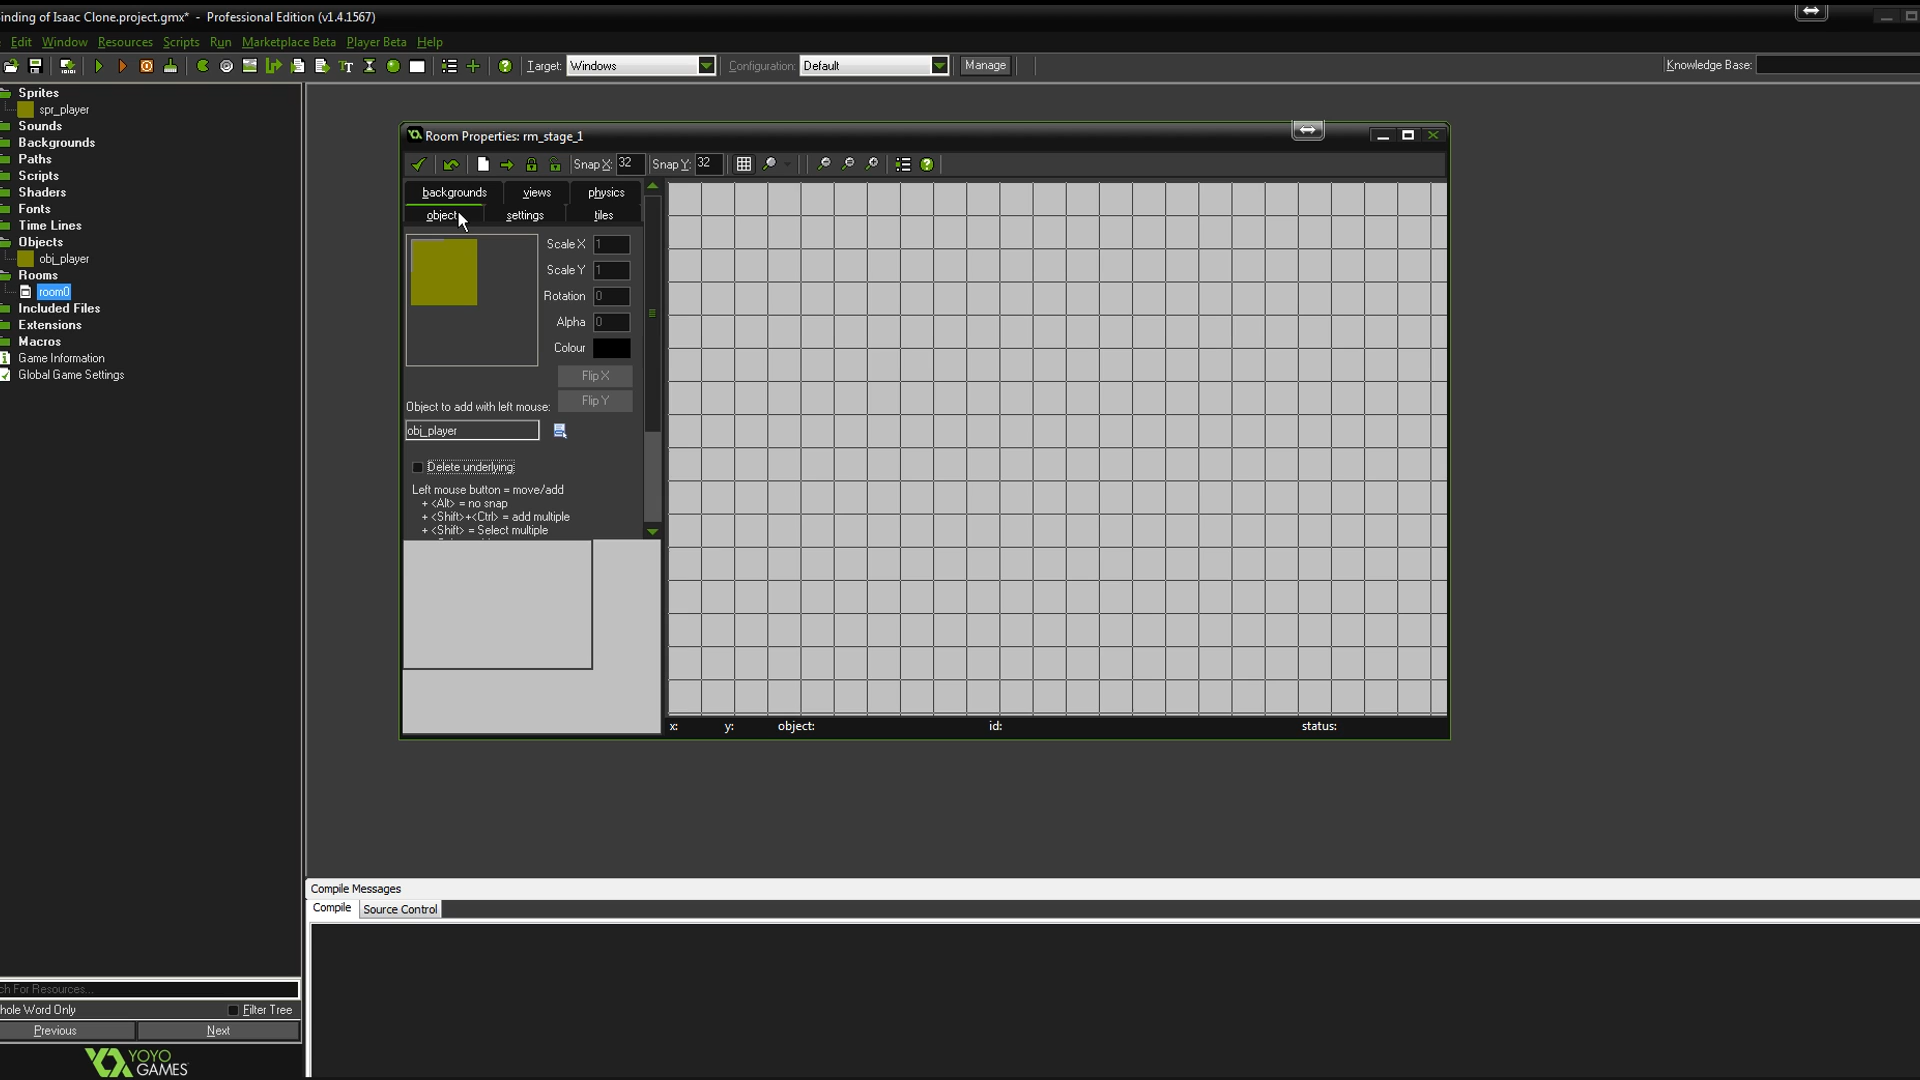 inding of Isaac Clone.project.gmx* - Professional Edition (v1.4.1567)
Edit Window Resources Scripts Run Marketplace Beta Player Beta Help
Target: Windows Configuration: Default Manage Knowledge Base:
Sprites
spr_player
Sounds
Backgrounds
Paths
Scripts
Shaders
Fonts
Time Lines
Objects
obj_player
Rooms
room0
Included Files
Extensions
Macros
Game Information
Global Game Settings
ch For Resources...
hole Word Only Filter Tree
Previous Next
YOYO
GAMES
Room Properties: rm_stage_1
Snap X: 32 Snap Y: 32
backgrounds views physics
object settings tiles
Scale X 1
Scale Y 1
Rotation 0
Alpha 0
Colour
Flip X
Flip Y
Object to add with left mouse:
obj_player
Delete underlying
Left mouse button = move/add
+ <Alt> = no snap
+ <Shift>+<Ctrl> = add multiple
+ <Shift> = Select multiple
x: y: object: id: status:
Compile Messages
Compile Source Control